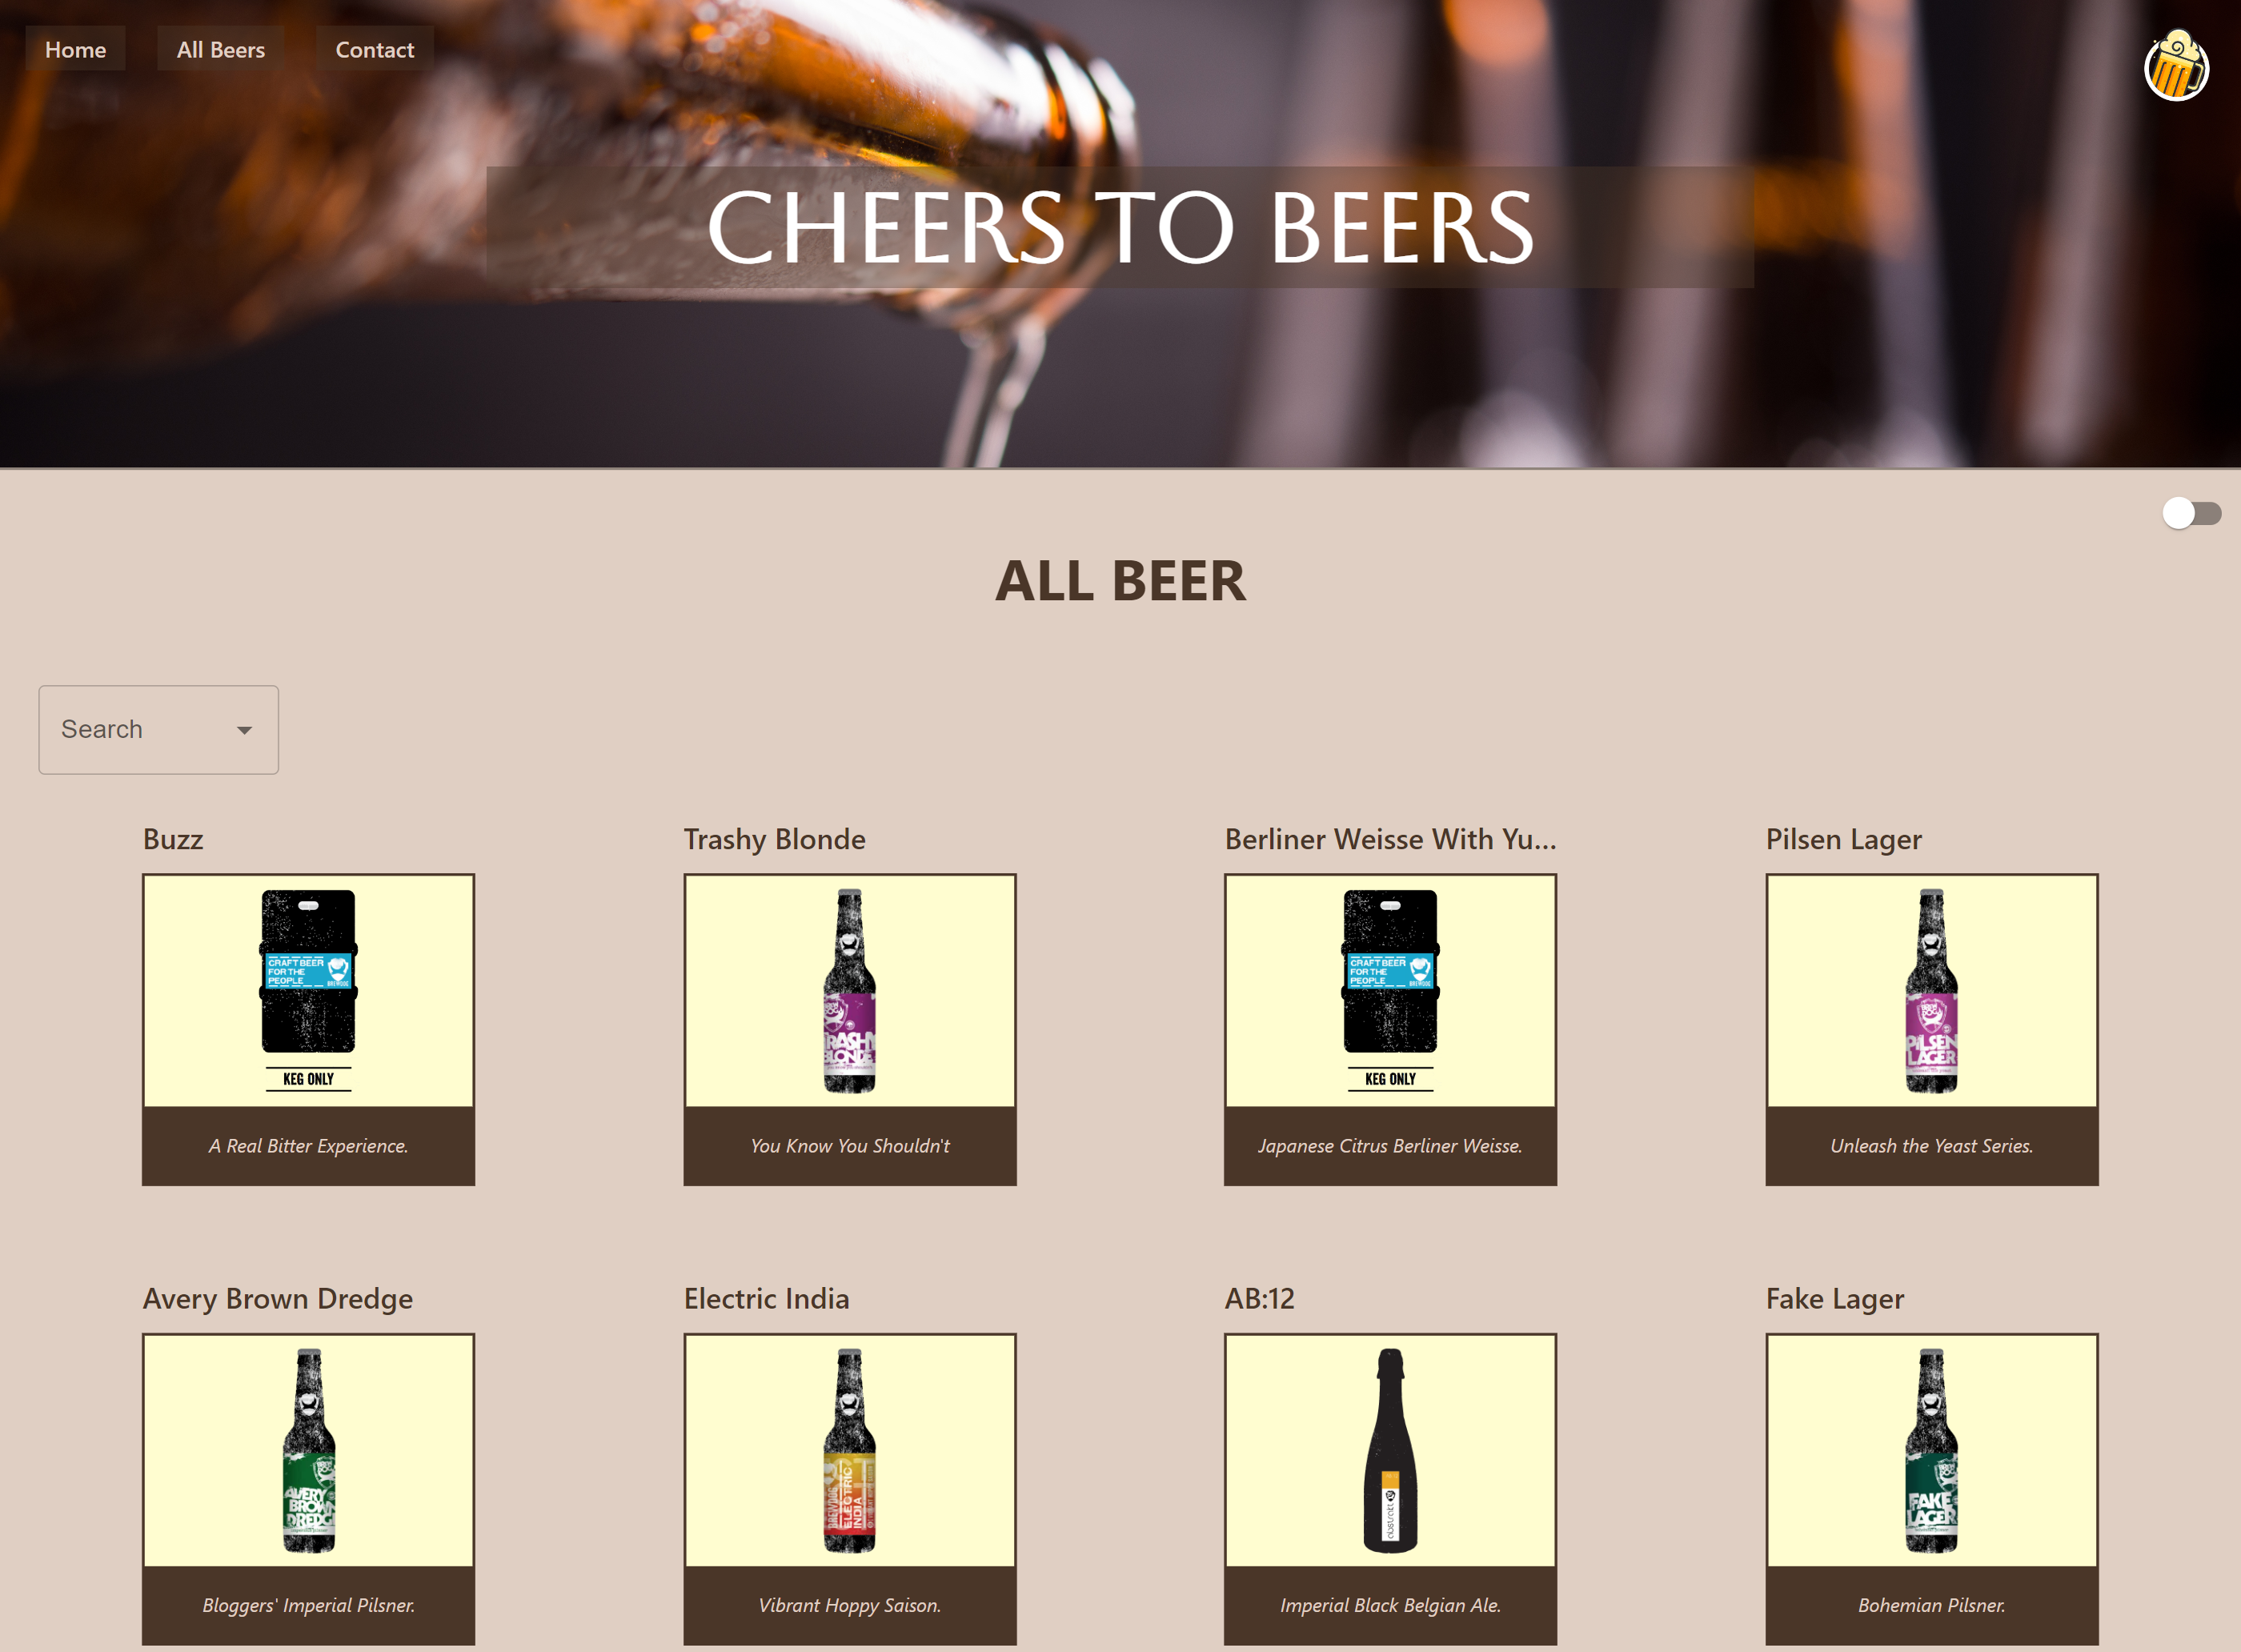 Home
All Beers
Contact
CHEERS TO BEERS
ALL BEER
Search
Buzz
Trashy Blonde
Berliner Weisse With Yu...
Pilsen Lager
CRAFT BEER
FOR THE
PEOPLE
BREWDOG
KEG ONLY
TRASHY
BLONDE
CRAFT BEER
FOR THE
PEOPLE
BREWDOG
KEG ONLY
PILSEN
LAGER
A Real Bitter Experience.
You Know You Shouldn't
Japanese Citrus Berliner Weisse.
Unleash the Yeast Series.
Avery Brown Dredge
Electric India
AB:12
Fake Lager
AVERY
BROWN
DREDGE
BREWDOG
ELECTRIC
INDIA
abstrakt
FAKE
LAGER
Bloggers' Imperial Pilsner.
Vibrant Hoppy Saison.
Imperial Black Belgian Ale.
Bohemian Pilsner.